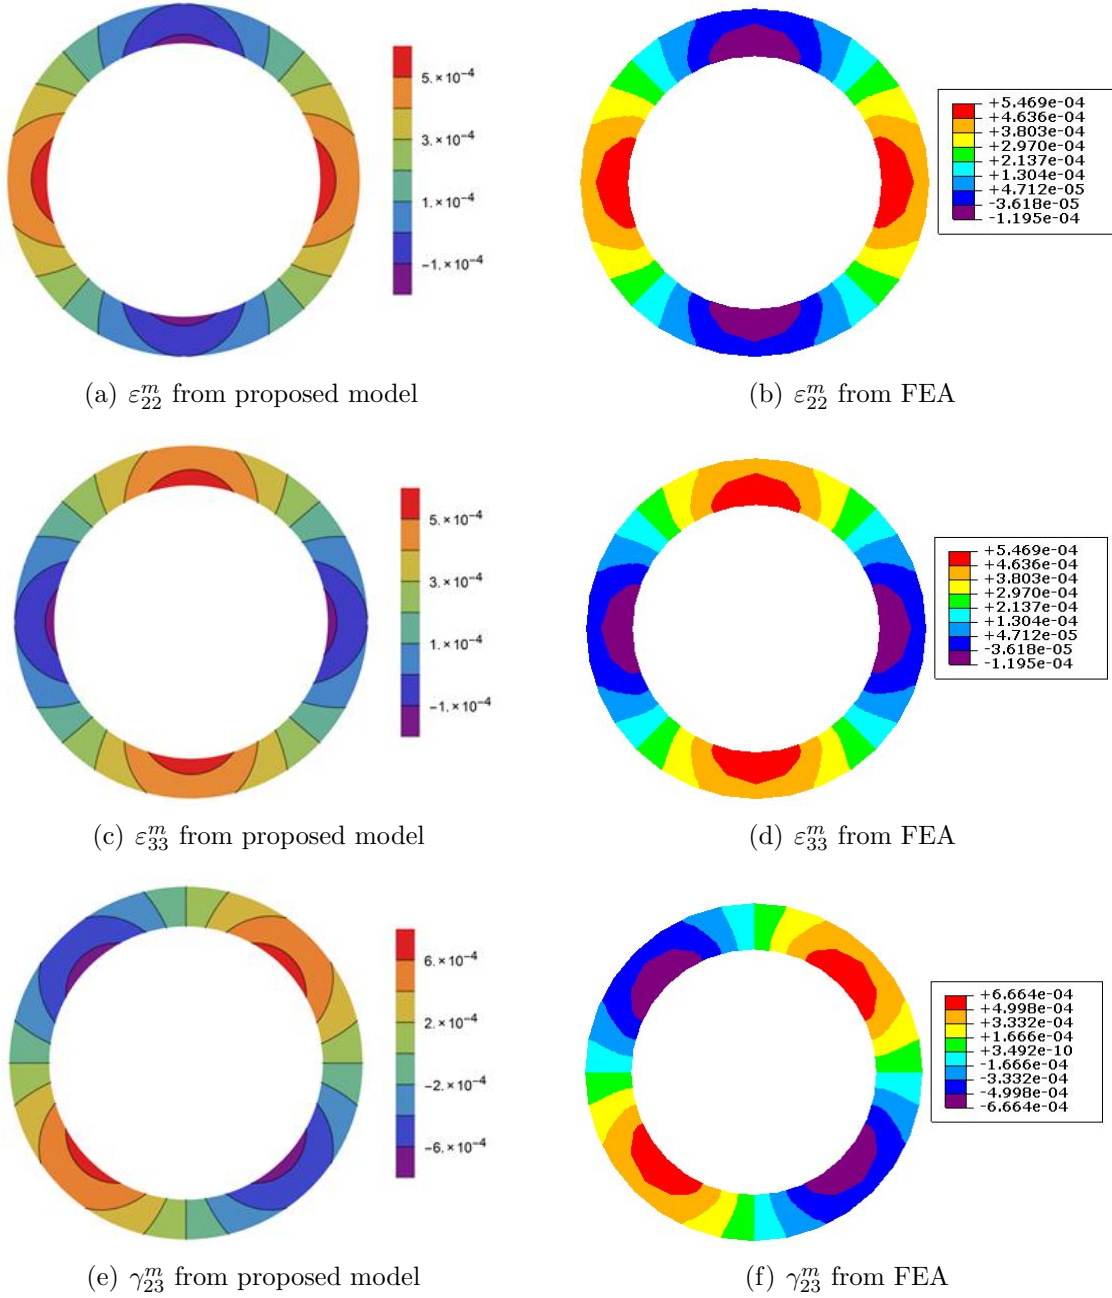 5.×10⁻⁴
3.×10⁻⁴
1.×10⁻⁴
−1.×10⁻⁴
+5.469e-04
+4.636e-04
+3.803e-04
+2.970e-04
+2.137e-04
+1.304e-04
+4.712e-05
-3.618e-05
-1.195e-04
(a) ε₂₂ᵐ from proposed model
(b) ε₂₂ᵐ from FEA
5.×10⁻⁴
3.×10⁻⁴
1.×10⁻⁴
−1.×10⁻⁴
+5.469e-04
+4.636e-04
+3.803e-04
+2.970e-04
+2.137e-04
+1.304e-04
+4.712e-05
-3.618e-05
-1.195e-04
(c) ε₃₃ᵐ from proposed model
(d) ε₃₃ᵐ from FEA
6.×10⁻⁴
2.×10⁻⁴
−2.×10⁻⁴
−6.×10⁻⁴
+6.664e-04
+4.998e-04
+3.332e-04
+1.666e-04
+3.492e-10
-1.666e-04
-3.332e-04
-4.998e-04
-6.664e-04
(e) γ₂₃ᵐ from proposed model
(f) γ₂₃ᵐ from FEA